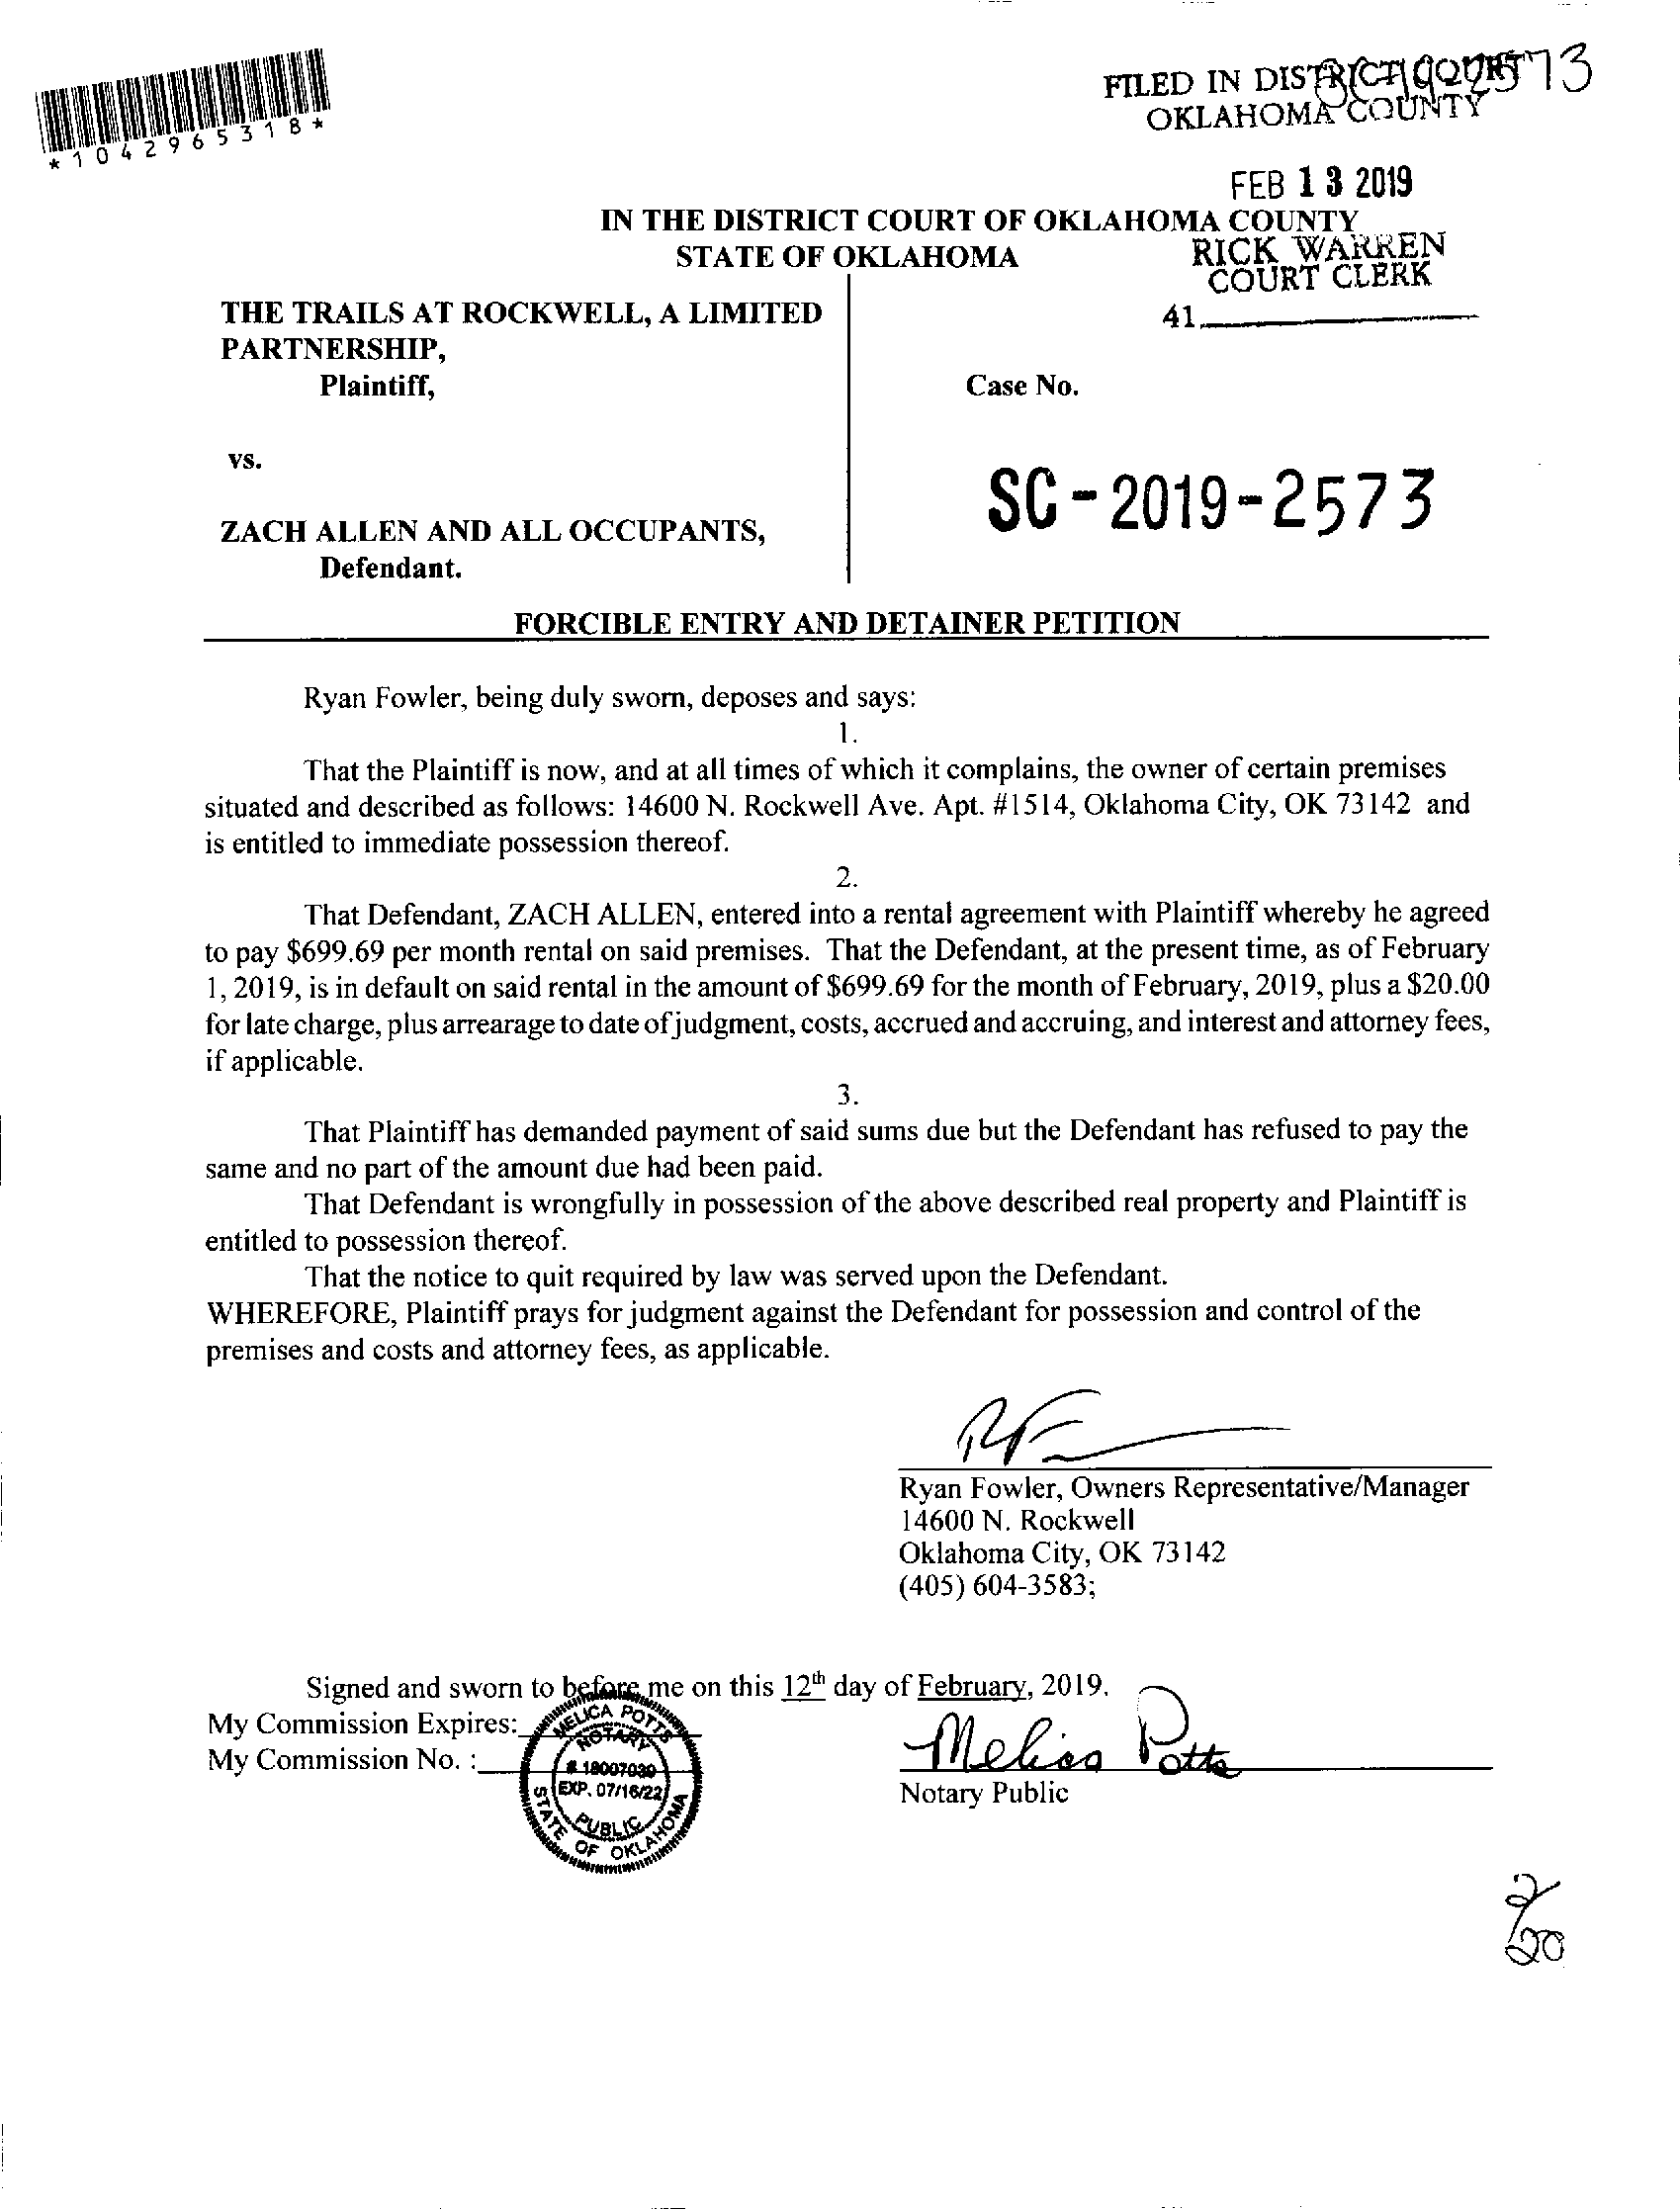 *1042965318*
FILED IN DISTRICT COURT
OKLAHOMA COUNTY
FEB 13 2019
IN THE DISTRICT COURT OF OKLAHOMA COUNTY
STATE OF OKLAHOMA
RICK WARREN
COURT CLERK
41
THE TRAILS AT ROCKWELL, A LIMITED
PARTNERSHIP,
Plaintiff,
Case No.
vs.
SC-2019-2573
ZACH ALLEN AND ALL OCCUPANTS,
Defendant.
FORCIBLE ENTRY AND DETAINER PETITION
Ryan Fowler, being duly sworn, deposes and says:
1.
That the Plaintiff is now, and at all times of which it complains, the owner of certain premises
situated and described as follows: 14600 N. Rockwell Ave. Apt. #1514, Oklahoma City, OK 73142 and
is entitled to immediate possession thereof.
2.
That Defendant, ZACH ALLEN, entered into a rental agreement with Plaintiff whereby he agreed
to pay $699.69 per month rental on said premises. That the Defendant, at the present time, as of February
1, 2019, is in default on said rental in the amount of $699.69 for the month of February, 2019, plus a $20.00
for late charge, plus arrearage to date of judgment, costs, accrued and accruing, and interest and attorney fees,
if applicable.
3.
That Plaintiff has demanded payment of said sums due but the Defendant has refused to pay the
same and no part of the amount due had been paid.
That Defendant is wrongfully in possession of the above described real property and Plaintiff is
entitled to possession thereof.
That the notice to quit required by law was served upon the Defendant.
WHEREFORE, Plaintiff prays for judgment against the Defendant for possession and control of the
premises and costs and attorney fees, as applicable.
Ryan Fowler, Owners Representative/Manager
14600 N. Rockwell
Oklahoma City, OK 73142
(405) 604-3583;
Signed and sworn to before me on this 12th day of February, 2019.
My Commission Expires:
My Commission No. :
MELICA POTTS
NOTARY
# 18007030
EXP. 07/16/22
PUBLIC
STATE OF OKLAHOMA
Melica Potts
Notary Public
2/20